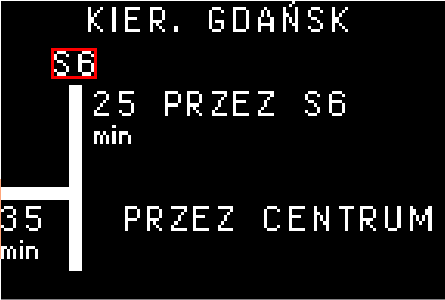 KIER. GDAŃSK
S6
25 PRZEZ S6
min
35 PRZEZ CENTRUM
min